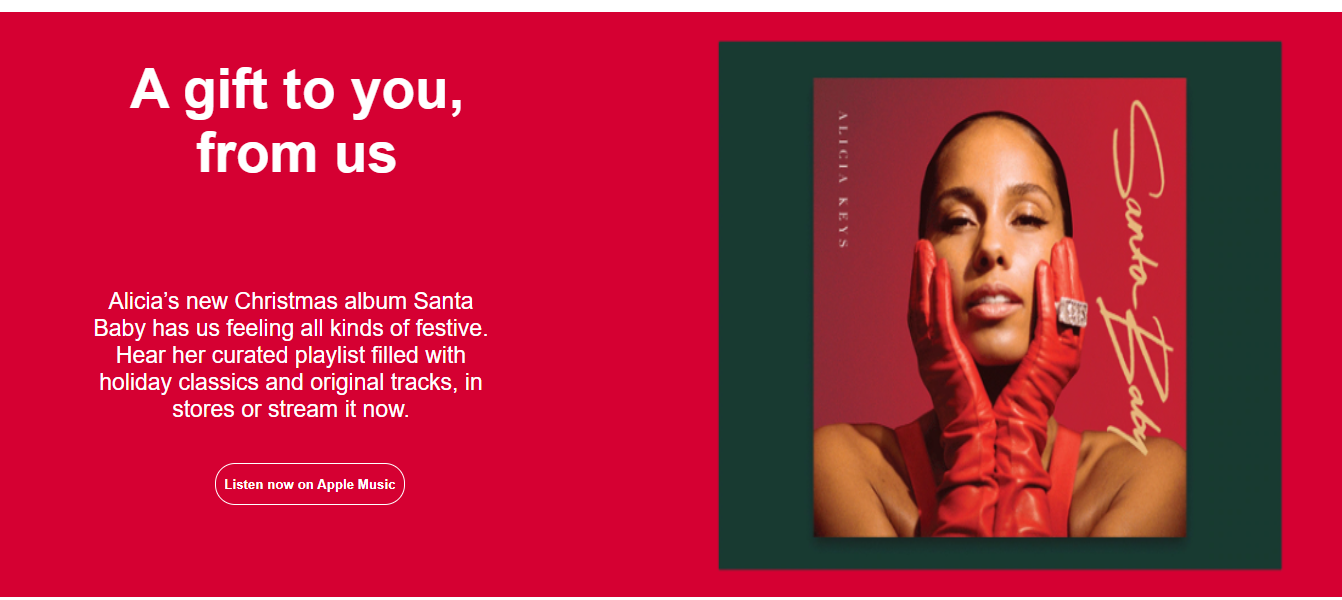 A gift to you,
from us
Alicia’s new Christmas album Santa
Baby has us feeling all kinds of festive.
Hear her curated playlist filled with
holiday classics and original tracks, in
stores or stream it now.
Listen now on Apple Music
ALICIA KEYS
Santa Baby